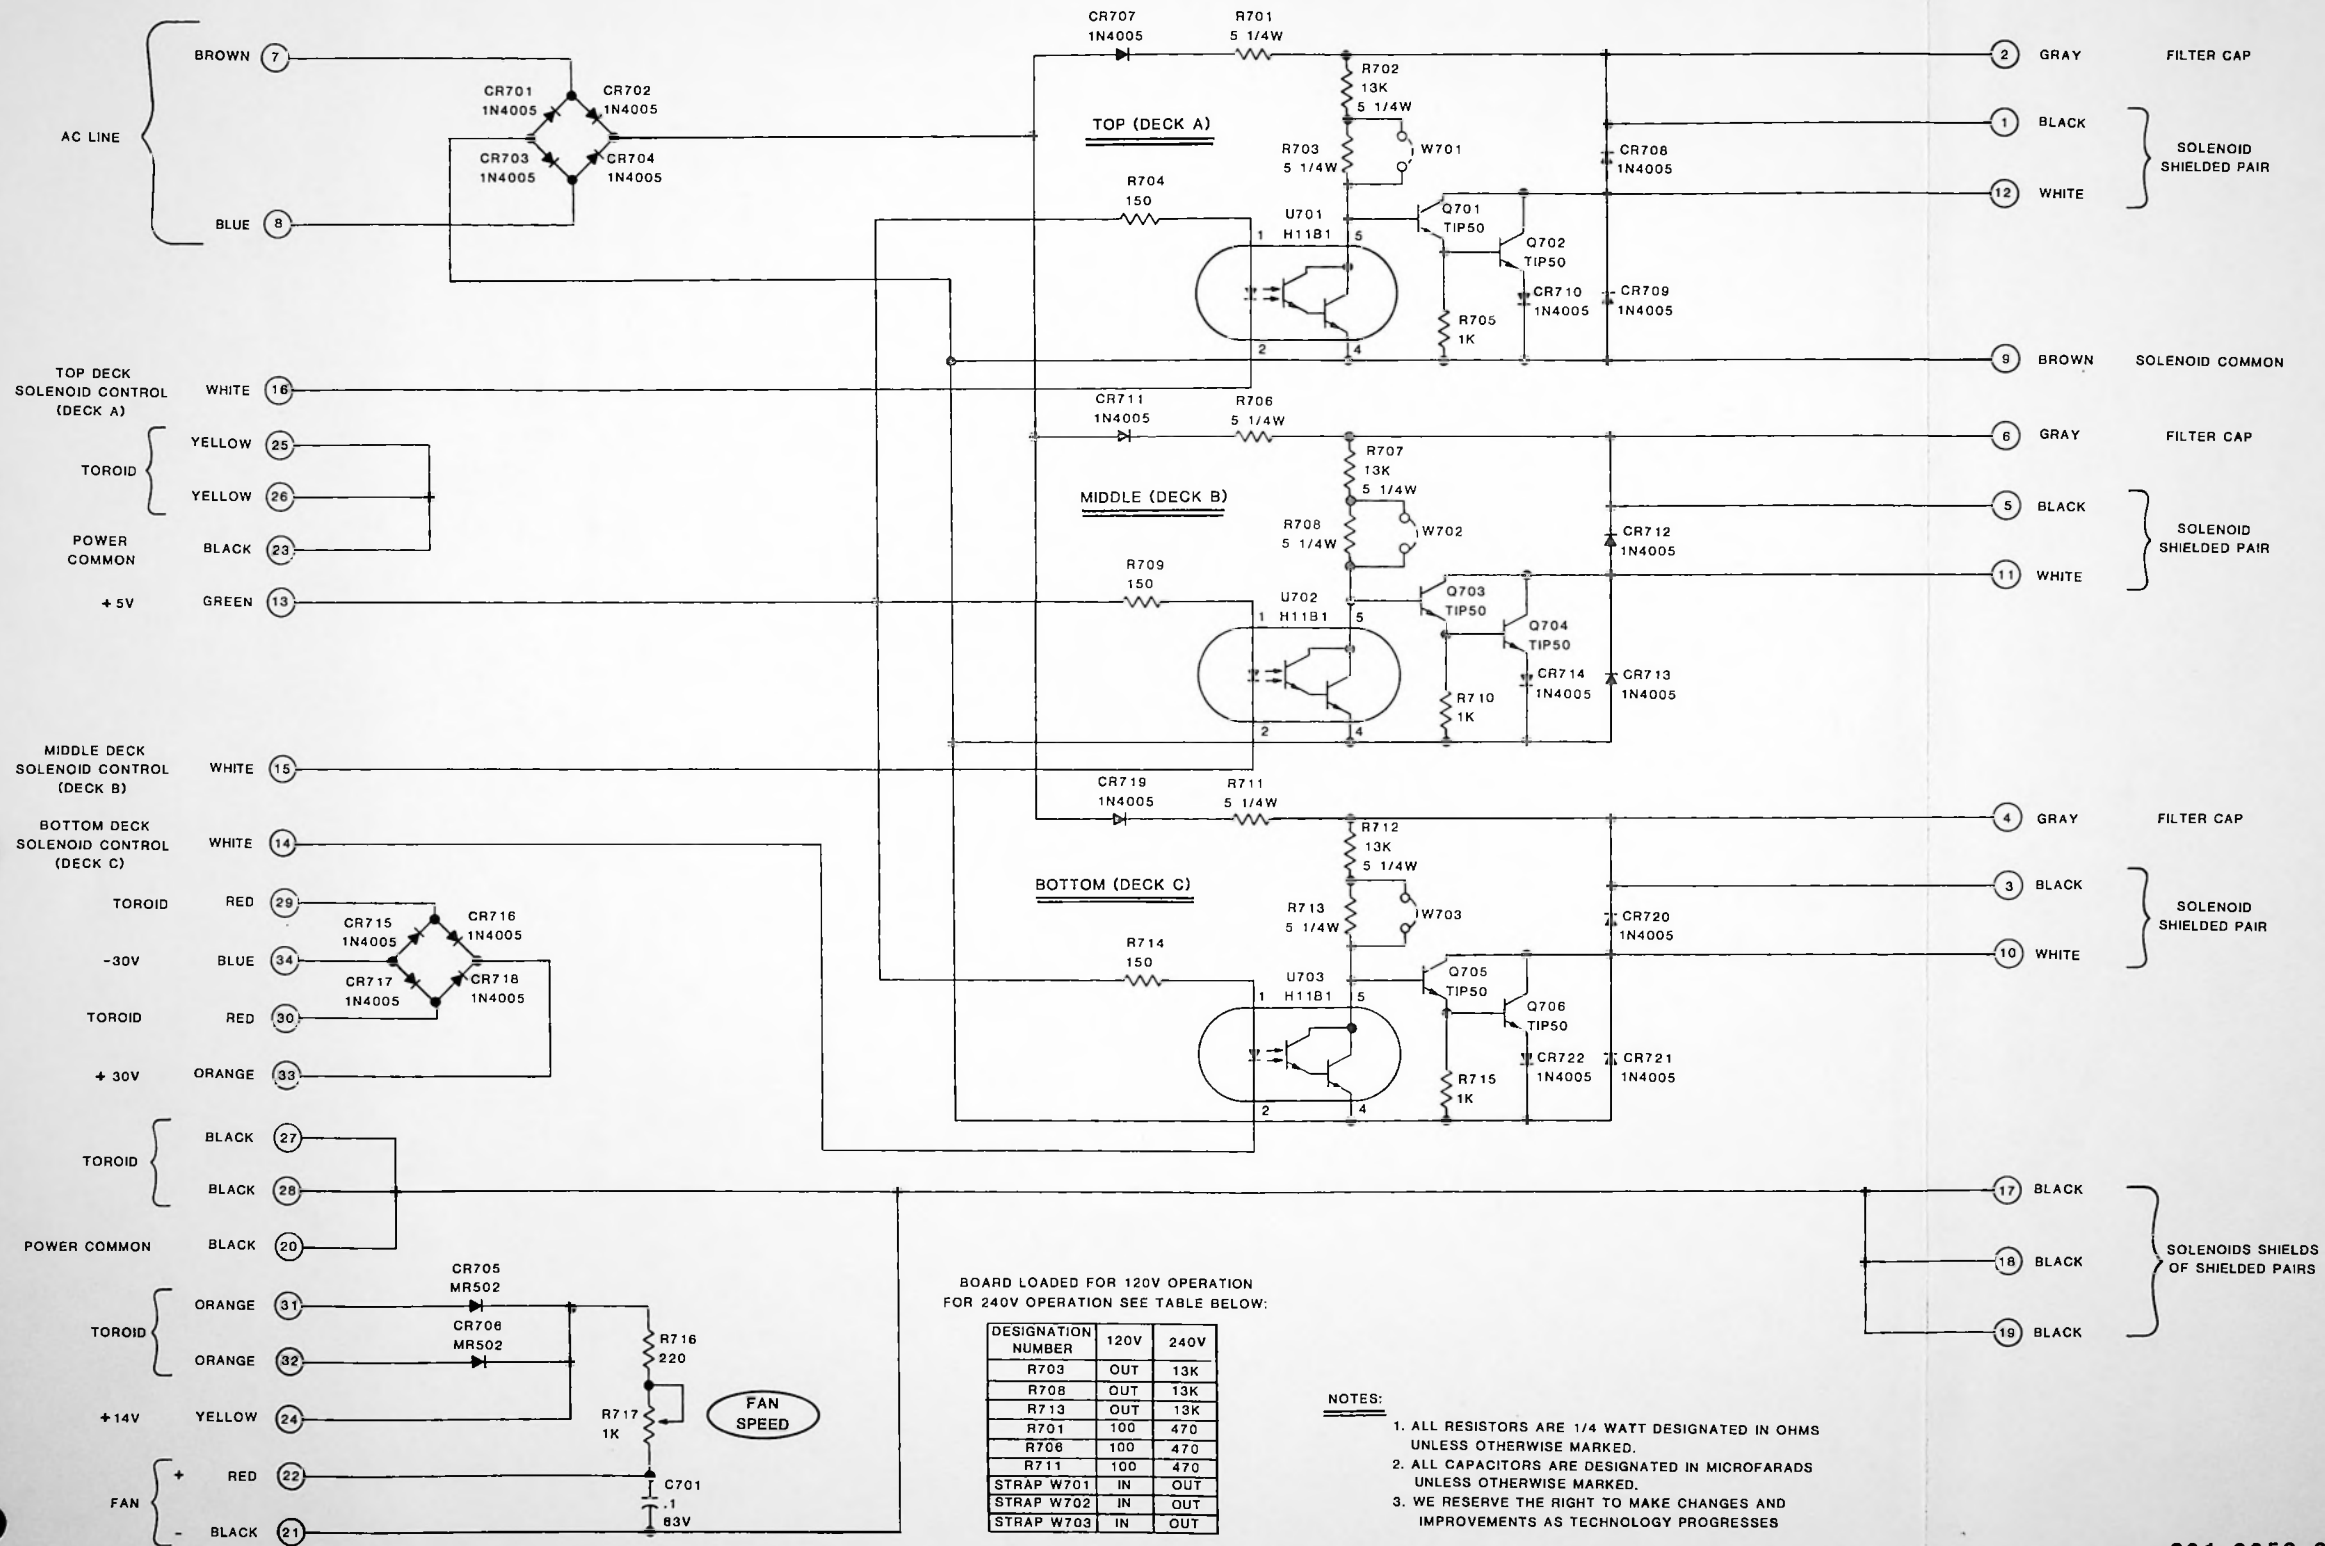 AC LINE
BROWN 7
BLUE 8
CR701
1N4005
CR702
1N4005
CR703
1N4005
CR704
1N4005
TOP DECK
SOLENOID CONTROL
(DECK A)
WHITE 16
TOROID
YELLOW 25
YELLOW 26
POWER
COMMON
BLACK 23
+5V GREEN 13
MIDDLE DECK
SOLENOID CONTROL
(DECK B)
WHITE 15
BOTTOM DECK
SOLENOID CONTROL
(DECK C)
WHITE 14
TOROID RED 29
-30V BLUE 34
TOROID RED 30
+30V ORANGE 33
CR715
1N4005
CR716
1N4005
CR717
1N4005
CR718
1N4005
TOROID
BLACK 27
BLACK 28
POWER COMMON BLACK 20
TOROID
ORANGE 31
ORANGE 32
+14V YELLOW 24
FAN
+ RED 22
- BLACK 21
CR705
MR502
CR706
MR502
R716
220
R717
1K
FAN
SPEED
C701
.1
63V
CR707
1N4005
R701
5 1/4W
R702
13K
5 1/4W
TOP (DECK A)
R703
5 1/4W
W701
R704
150
U701
H11B1
1
5
2
4
Q701
TIP50
Q702
TIP50
R705
1K
CR710
1N4005
CR708
1N4005
CR709
1N4005
2 GRAY FILTER CAP
1 BLACK
SOLENOID
SHIELDED PAIR
12 WHITE
9 BROWN SOLENOID COMMON
CR711
1N4005
R706
5 1/4W
R707
13K
5 1/4W
MIDDLE (DECK B)
R708
5 1/4W
W702
R709
150
U702
H11B1
1
5
2
4
Q703
TIP50
Q704
TIP50
R710
1K
CR714
1N4005
CR712
1N4005
CR713
1N4005
6 GRAY FILTER CAP
5 BLACK
SOLENOID
SHIELDED PAIR
11 WHITE
CR719
1N4005
R711
5 1/4W
R712
13K
5 1/4W
BOTTOM (DECK C)
R713
5 1/4W
W703
R714
150
U703
H11B1
1
5
2
4
Q705
TIP50
Q706
TIP50
R715
1K
CR722
1N4005
CR720
1N4005
CR721
1N4005
4 GRAY FILTER CAP
3 BLACK
SOLENOID
SHIELDED PAIR
10 WHITE
17 BLACK
18 BLACK
19 BLACK
SOLENOIDS SHIELDS
OF SHIELDED PAIRS
BOARD LOADED FOR 120V OPERATION
FOR 240V OPERATION SEE TABLE BELOW:
DESIGNATION
NUMBER 120V 240V
R703 OUT 13K
R708 OUT 13K
R713 OUT 13K
R701 100 470
R706 100 470
R711 100 470
STRAP W701 IN OUT
STRAP W702 IN OUT
STRAP W703 IN OUT
NOTES:
1. ALL RESISTORS ARE 1/4 WATT DESIGNATED IN OHMS
UNLESS OTHERWISE MARKED.
2. ALL CAPACITORS ARE DESIGNATED IN MICROFARADS
UNLESS OTHERWISE MARKED.
3. WE RESERVE THE RIGHT TO MAKE CHANGES AND
IMPROVEMENTS AS TECHNOLOGY PROGRESSES